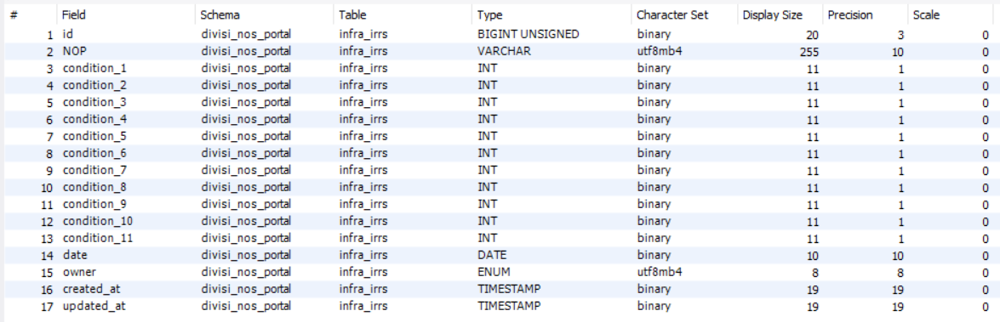 # Field Schema Table Type Character Set Display Size Precision Scale
1 id divisi_nos_portal infra_irrs BIGINT UNSIGNED binary 20 3 0
2 NOP divisi_nos_portal infra_irrs VARCHAR utf8mb4 255 10 0
3 condition_1 divisi_nos_portal infra_irrs INT binary 11 1 0
4 condition_2 divisi_nos_portal infra_irrs INT binary 11 1 0
5 condition_3 divisi_nos_portal infra_irrs INT binary 11 1 0
6 condition_4 divisi_nos_portal infra_irrs INT binary 11 1 0
7 condition_5 divisi_nos_portal infra_irrs INT binary 11 1 0
8 condition_6 divisi_nos_portal infra_irrs INT binary 11 1 0
9 condition_7 divisi_nos_portal infra_irrs INT binary 11 1 0
10 condition_8 divisi_nos_portal infra_irrs INT binary 11 1 0
11 condition_9 divisi_nos_portal infra_irrs INT binary 11 1 0
12 condition_10 divisi_nos_portal infra_irrs INT binary 11 1 0
13 condition_11 divisi_nos_portal infra_irrs INT binary 11 1 0
14 date divisi_nos_portal infra_irrs DATE binary 10 10 0
15 owner divisi_nos_portal infra_irrs ENUM utf8mb4 8 8 0
16 created_at divisi_nos_portal infra_irrs TIMESTAMP binary 19 19 0
17 updated_at divisi_nos_portal infra_irrs TIMESTAMP binary 19 19 0